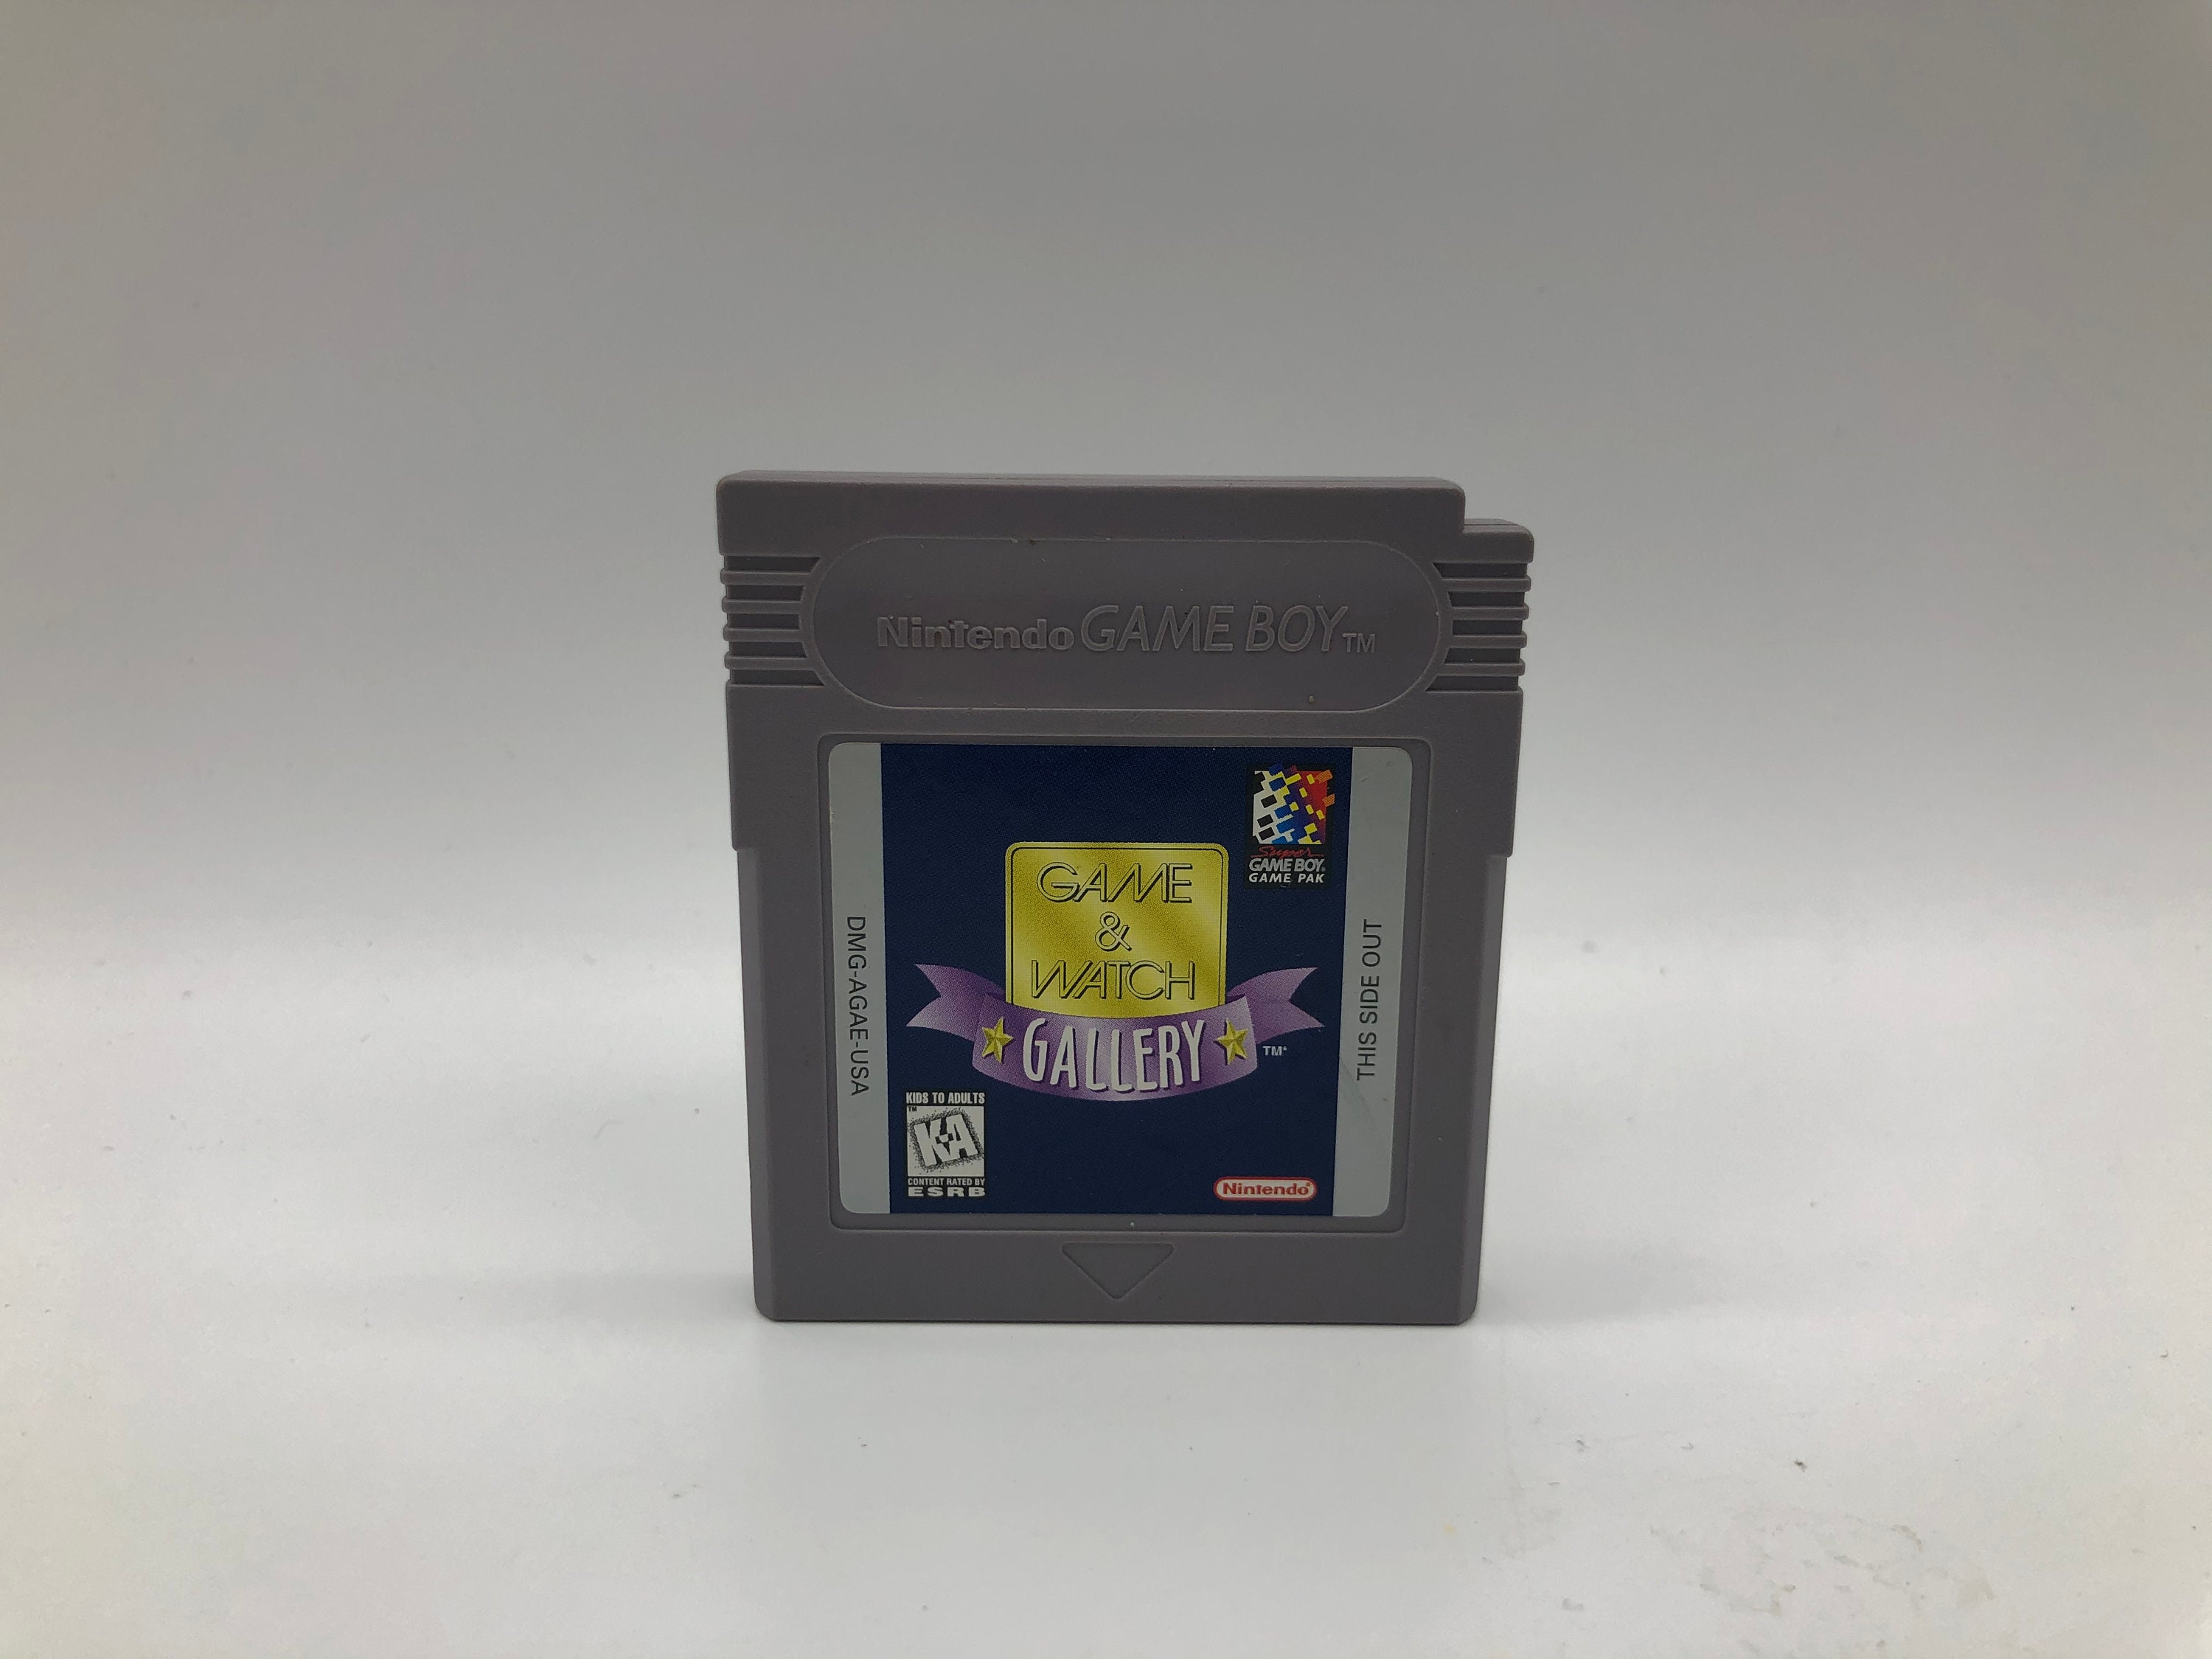 Nintendo GAME BOY TM
Super
GAME BOY®
GAME PAK
GAME
&
WATCH
GALLERY TM*
DMG-AGAE-USA
THIS SIDE OUT
KIDS TO ADULTS
TM
K-A
CONTENT RATED BY
ESRB
Nintendo®